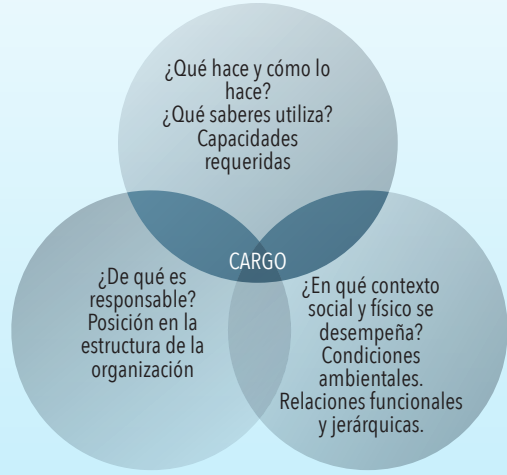 ¿Qué hace y cómo lo
hace?
¿Qué saberes utiliza?
Capacidades
requeridas
CARGO
¿De qué es
responsable?
Posición en la
estructura de la
organización
¿En qué contexto
social y físico se
desempeña?
Condiciones
ambientales.
Relaciones funcionales
y jerárquicas.